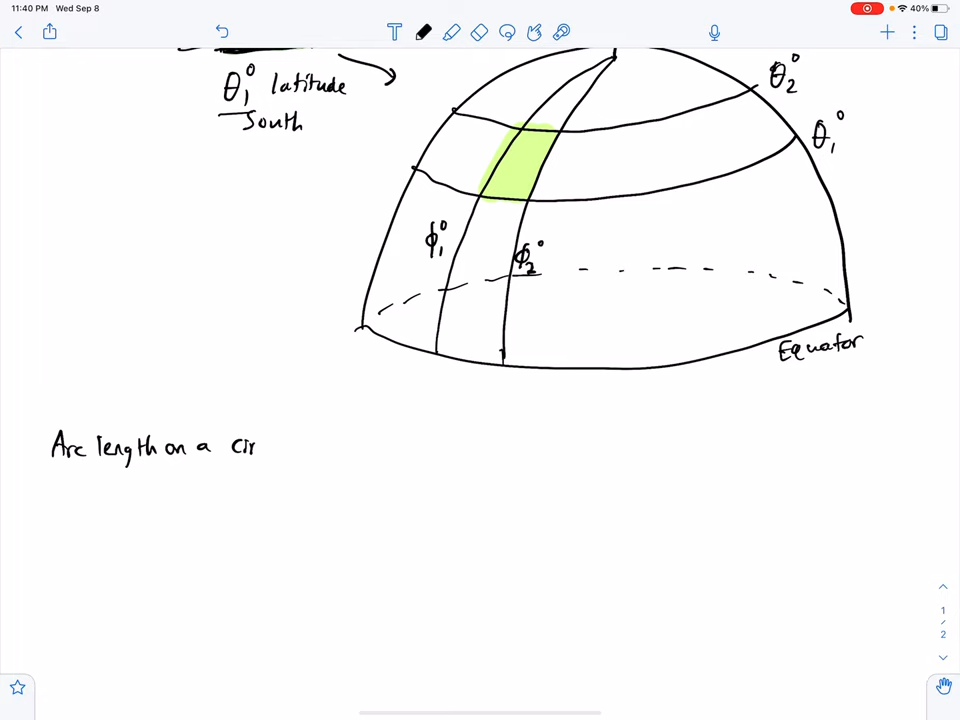 11:40 PM Wed Sep 8
40%
T
θ₁° latitude
South
θ₂°
θ₁°
ϕ₁°
ϕ₂°
Equator
Arc length on a cir
1
/
2